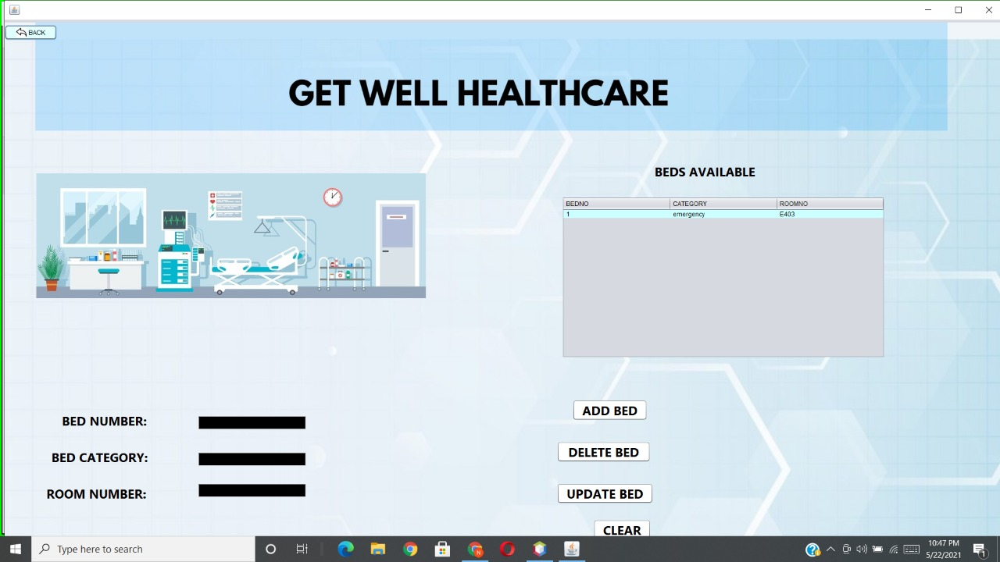 BACK
GET WELL HEALTHCARE
BEDS AVAILABLE
BEDNO CATEGORY ROOMNO
1 emergency E403
BED NUMBER:
BED CATEGORY:
ROOM NUMBER:
ADD BED
DELETE BED
UPDATE BED
CLEAR
Type here to search
10:47 PM
5/22/2021
1